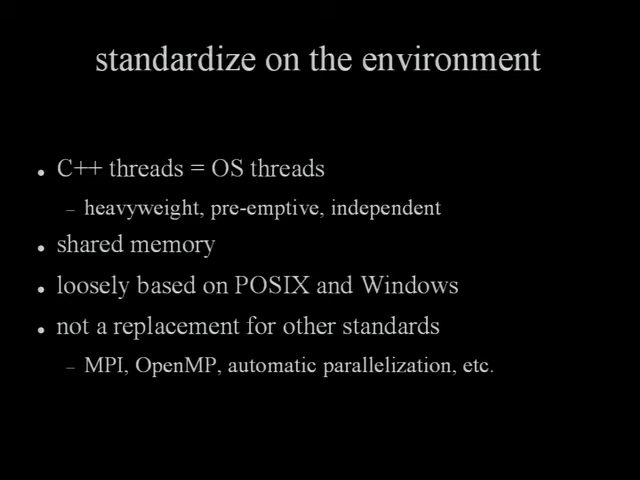 standardize on the environment
• C++ threads = OS threads
– heavyweight, pre-emptive, independent
• shared memory
• loosely based on POSIX and Windows
• not a replacement for other standards
– MPI, OpenMP, automatic parallelization, etc.